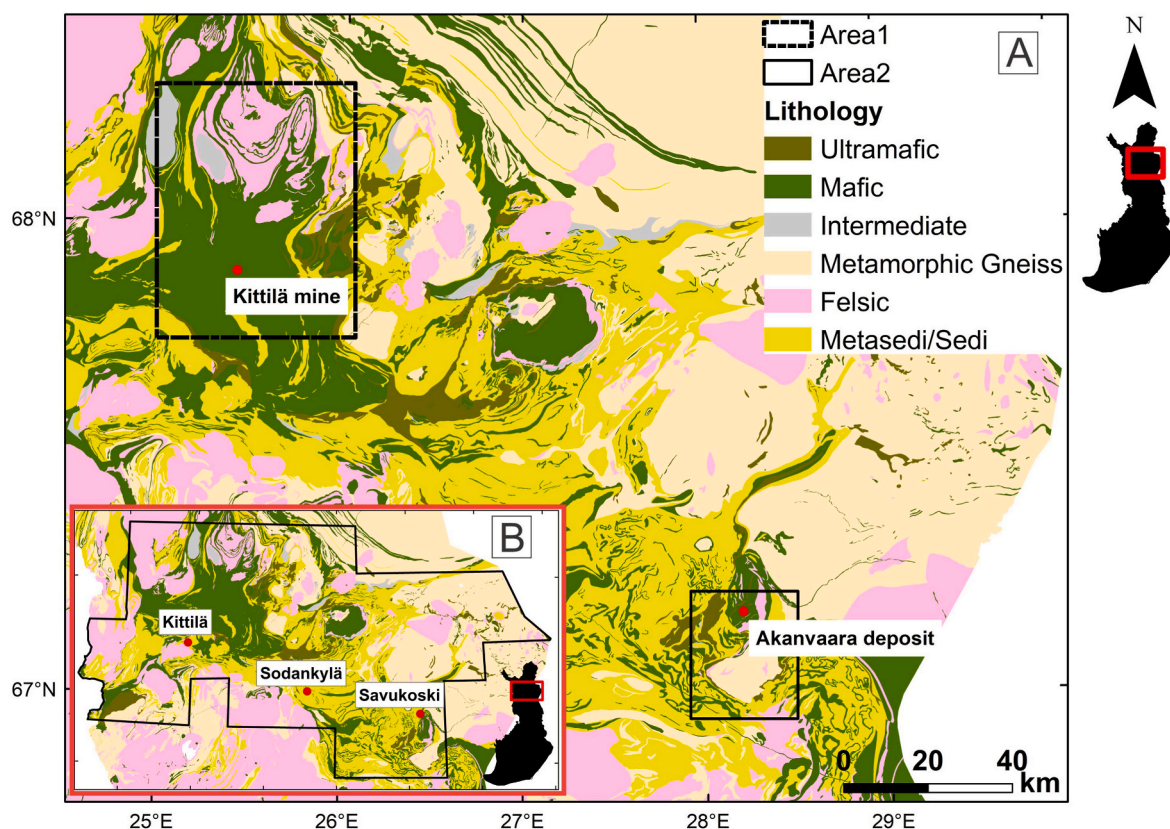 N
A
Area1
Area2
Lithology
Ultramafic
Mafic
Intermediate
Metamorphic Gneiss
Felsic
Metasedi/Sedi
68°N
Kittilä mine
B
Kittilä
Sodankylä
Savukoski
Akanvaara deposit
67°N
0 20 40
km
25°E 26°E 27°E 28°E 29°E